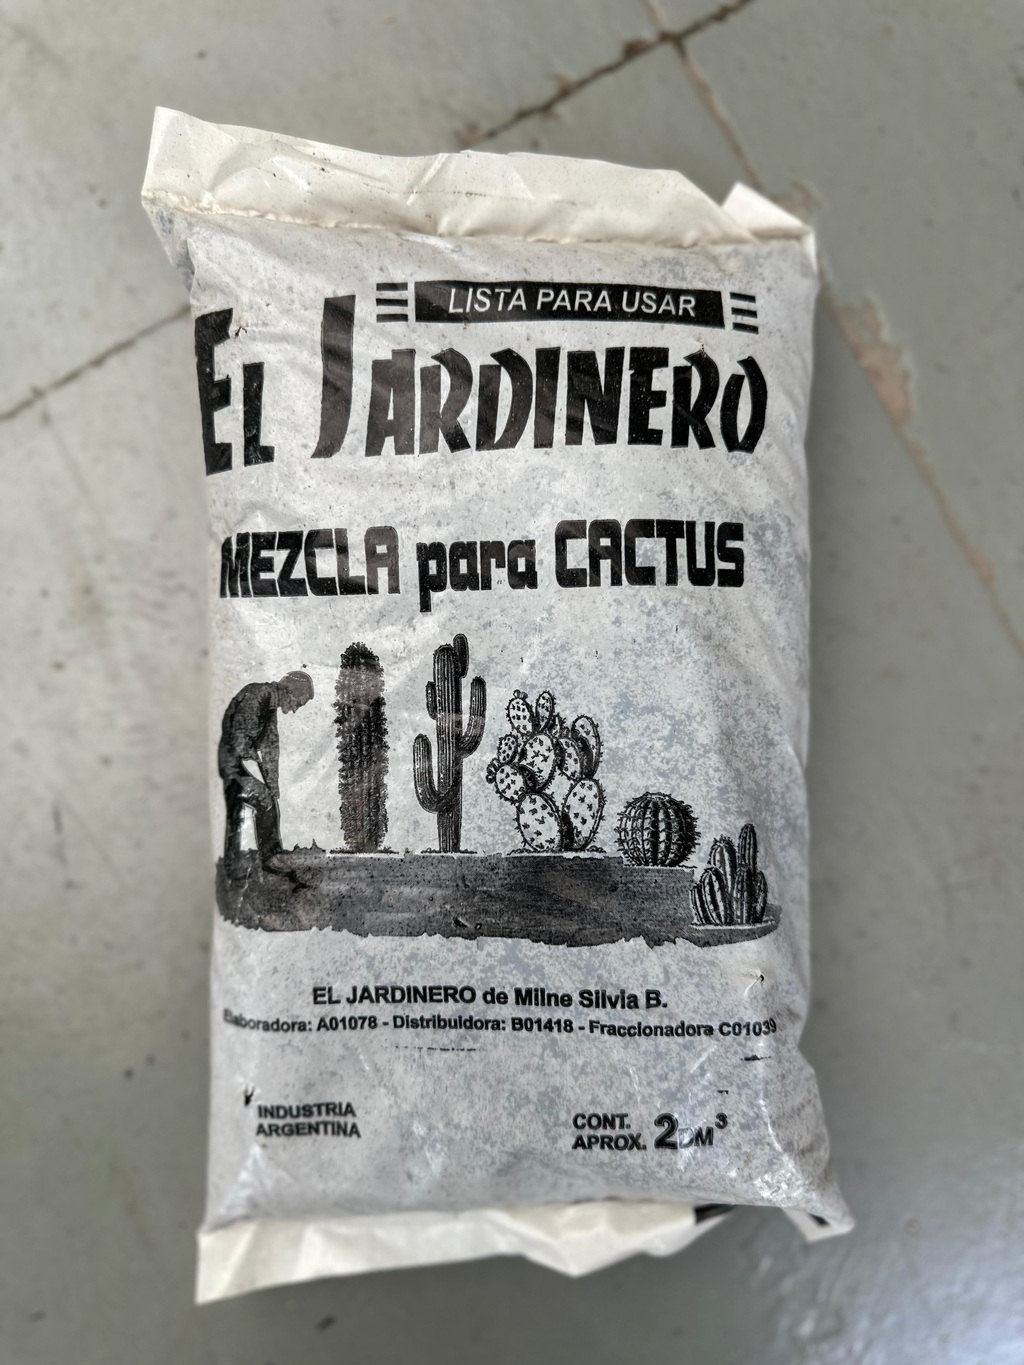 LISTA PARA USAR
EL JARDINERO
MEZCLA para CACTUS
EL JARDINERO de Milne Silvia B.
Elaboradora: A01078 - Distribuidora: B01418 - Fraccionadora C01039
INDUSTRIA
ARGENTINA
CONT.
APROX. 2DM³